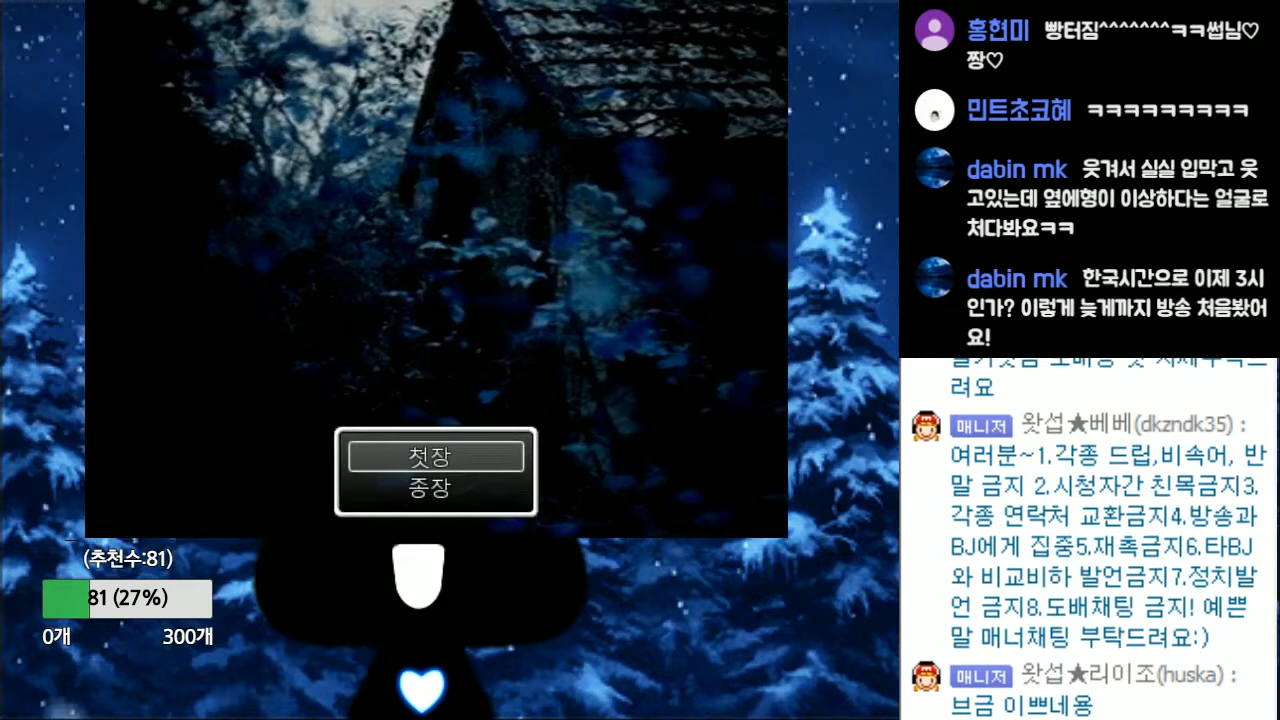 첫장
종장
(추천수:81)
81 (27%)
0개
300개
홍현미 빵터짐^^^^^^^ㅋㅋ썹님♡
짱♡
민트초코혜 ㅋㅋㅋㅋㅋㅋㅋㅋㅋ
dabin mk 웃겨서 실실 입막고 웃
고있는데 옆에형이 이상하다는 얼굴로
처다봐요ㅋㅋ
dabin mk 한국시간으로 이제 3시
인가? 이렇게 늦게까지 방송 처음봤어
요!
려요
매니저 왓섭★베베(dkzndk35) :
여러분~1.각종 드립,비속어, 반
말 금지 2.시청자간 친목금지3.
각종 연락처 교환금지4.방송과
BJ에게 집중5.재촉금지6.타BJ
와 비교비하 발언금지7.정치발
언 금지8.도배채팅 금지! 예쁜
말 매너채팅 부탁드려요:)
매니저 왓섭★리이조(huska) :
브금 이쁘네용